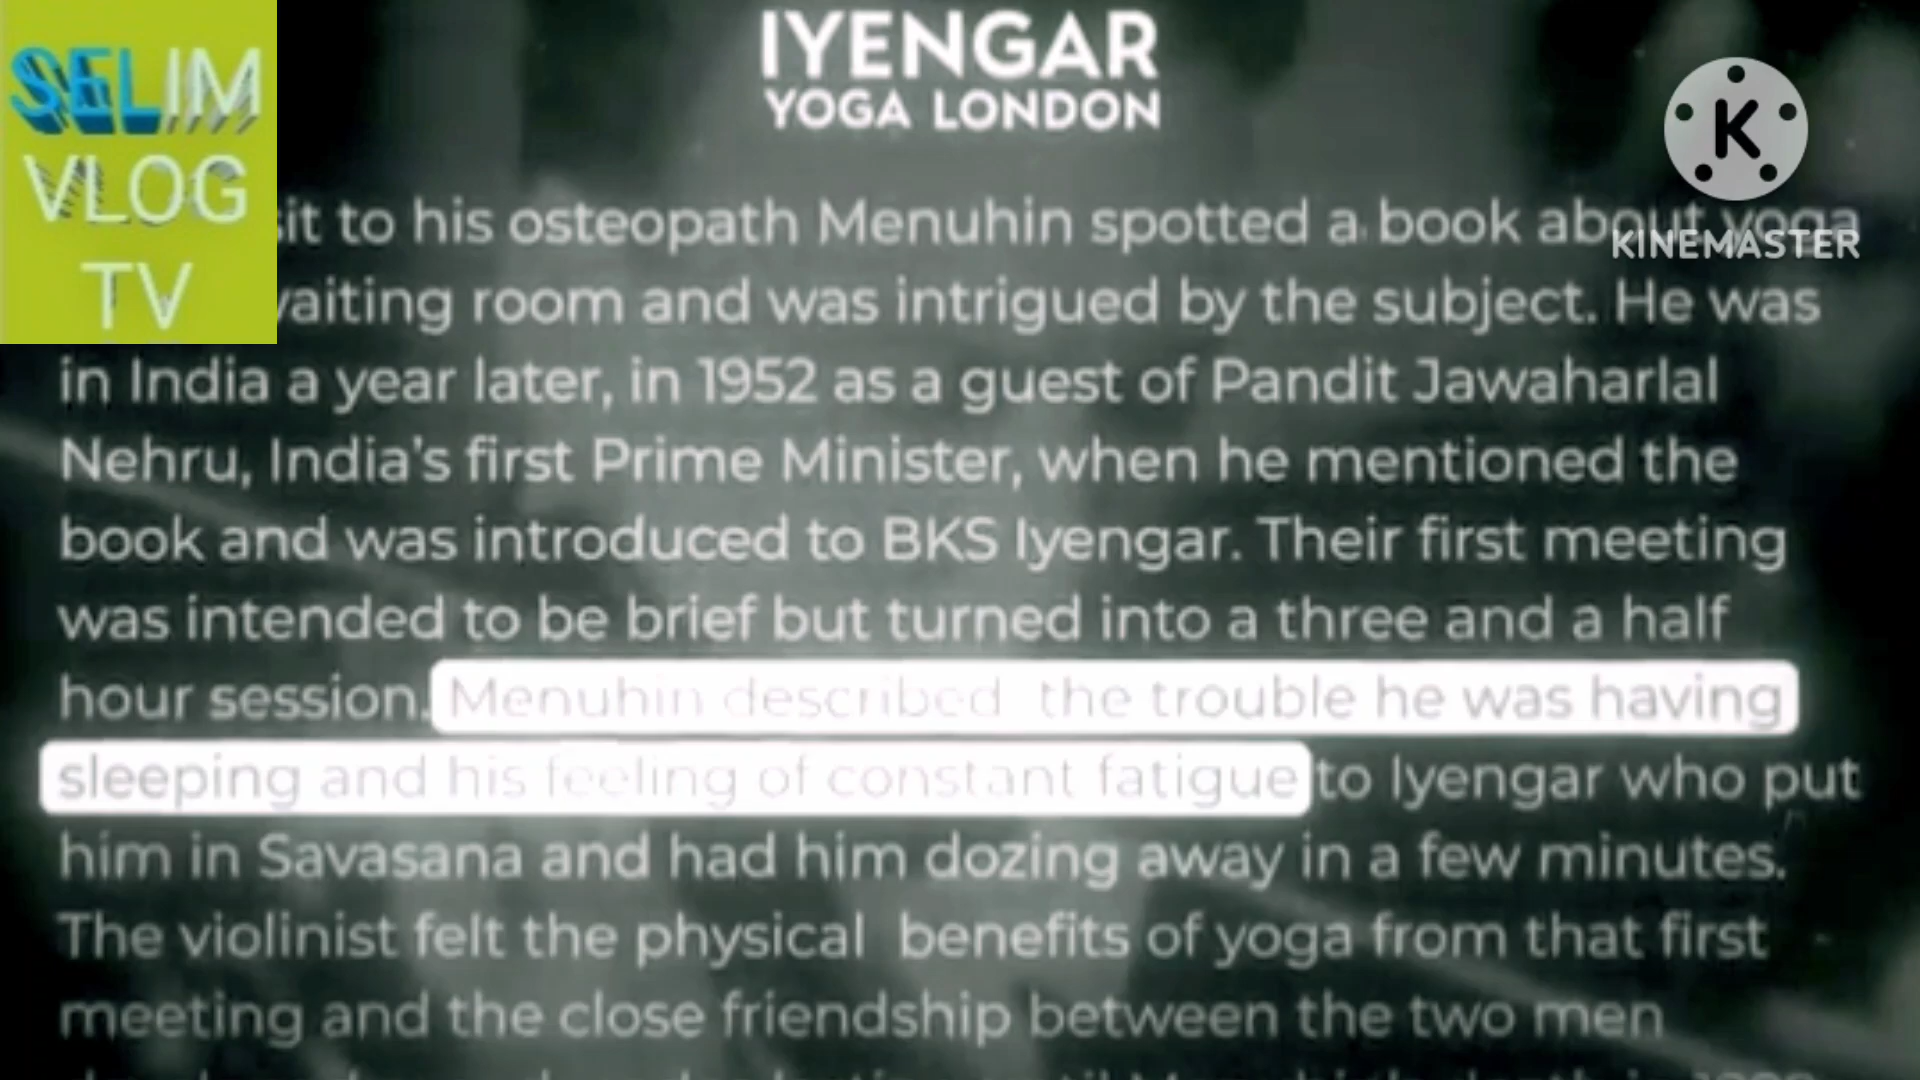 IYENGAR
YOGA LONDON
SELIM
VLOG
TV
KINEMASTER
sit to his osteopath Menuhin spotted a book about yoga
waiting room and was intrigued by the subject. He was
in India a year later, in 1952 as a guest of Pandit Jawaharlal
Nehru, India's first Prime Minister, when he mentioned the
book and was introduced to BKS Iyengar. Their first meeting
was intended to be brief but turned into a three and a half
hour session. Menuhin described the trouble he was having
sleeping and his feeling of constant fatigue to Iyengar who put
him in Savasana and had him dozing away in a few minutes.
The violinist felt the physical benefits of yoga from that first
meeting and the close friendship between the two men